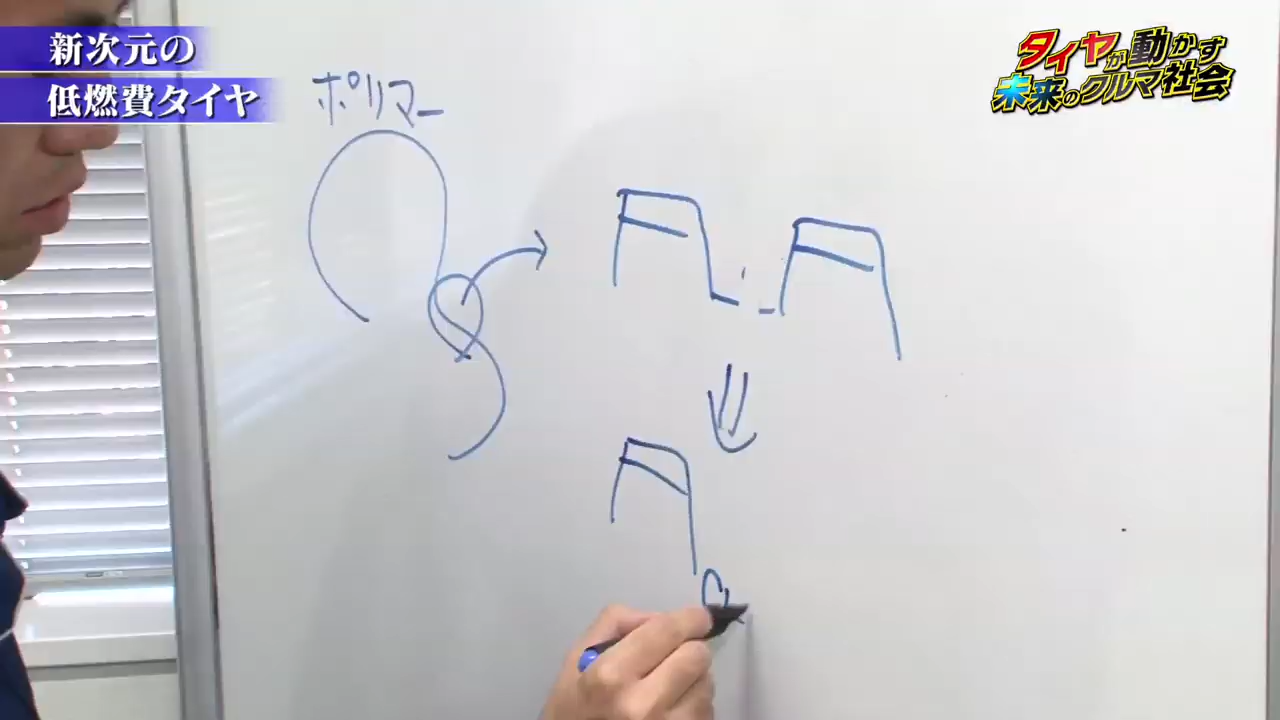 新次元の
低燃費タイヤ
タイヤが動かす
未来のクルマ社会
ポリマー